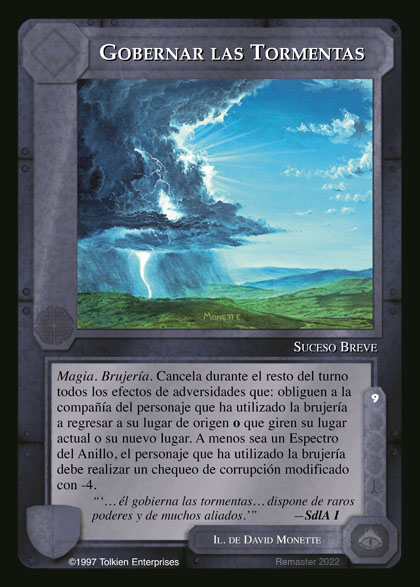 Gobernar las Tormentas
MONETTE
Suceso Breve
Magia. Brujería. Cancela durante el resto del turno
todos los efectos de adversidades que: obliguen a la
compañía del personaje que ha utilizado la brujería
a regresar a su lugar de origen o que giren su lugar
actual o su nuevo lugar. A menos sea un Espectro
del Anillo, el personaje que ha utilizado la brujería
debe realizar un chequeo de corrupción modificado
con -4.
9
“‘… él gobierna las tormentas… dispone de raros
poderes y de muchos aliados.’” —SdlA I
Il. de David Monette
©1997 Tolkien Enterprises
Remaster 2022